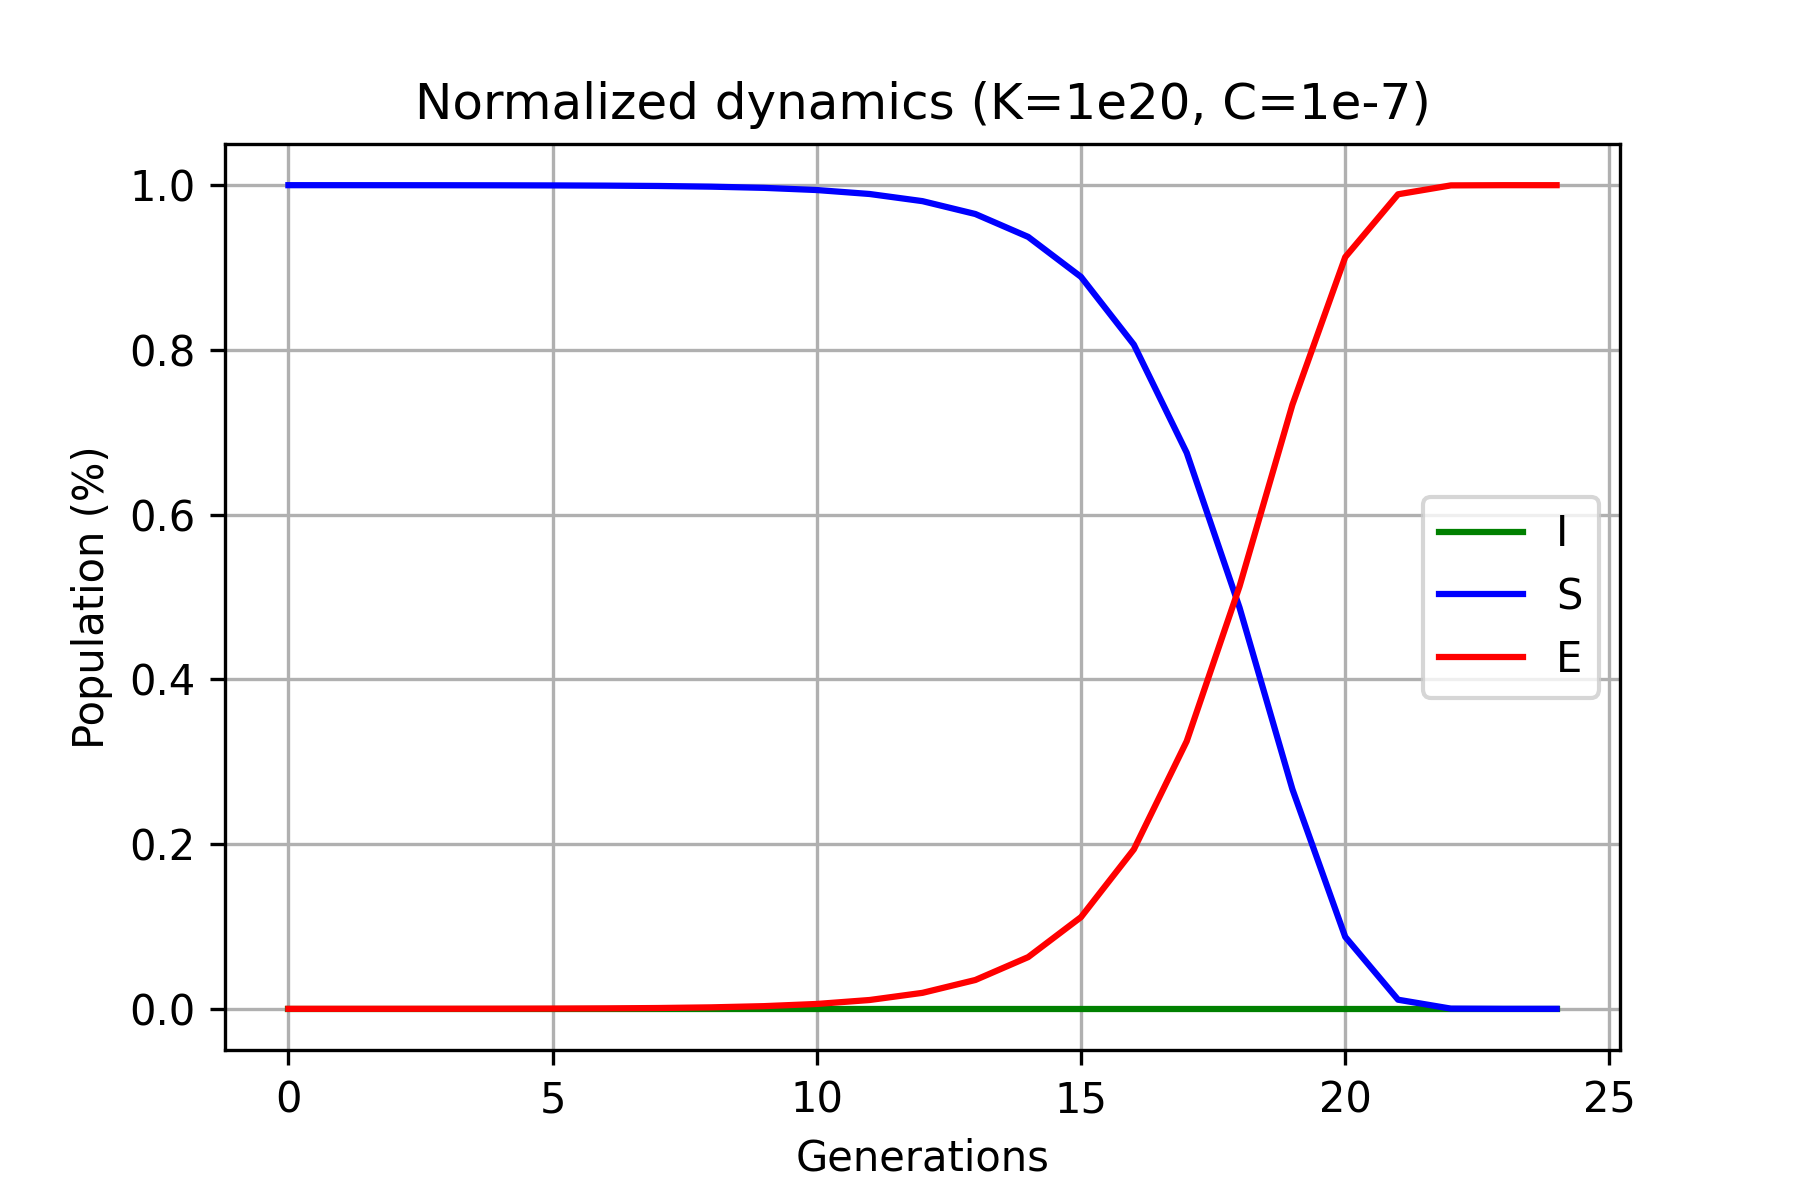 Normalized dynamics (K=1e20, C=1e-7)
1.0
0.8
0.6
0.4
0.2
0.0
Population (%)
I
S
E
0 5 10 15 20 25
Generations